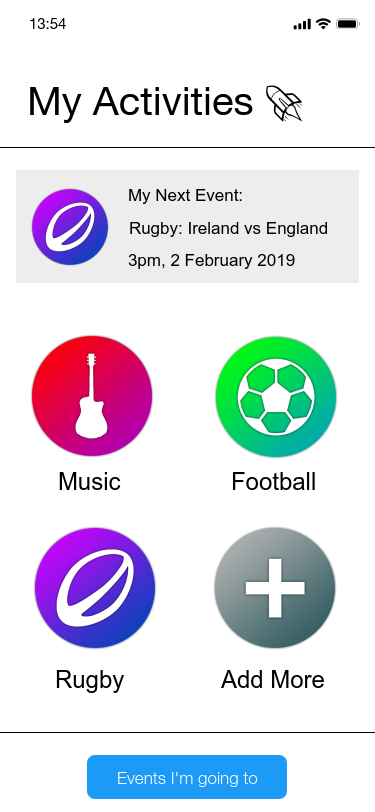 13:54
My Activities
My Next Event:
Rugby: Ireland vs England
3pm, 2 February 2019
Music
Football
Rugby
Add More
Events I'm going to